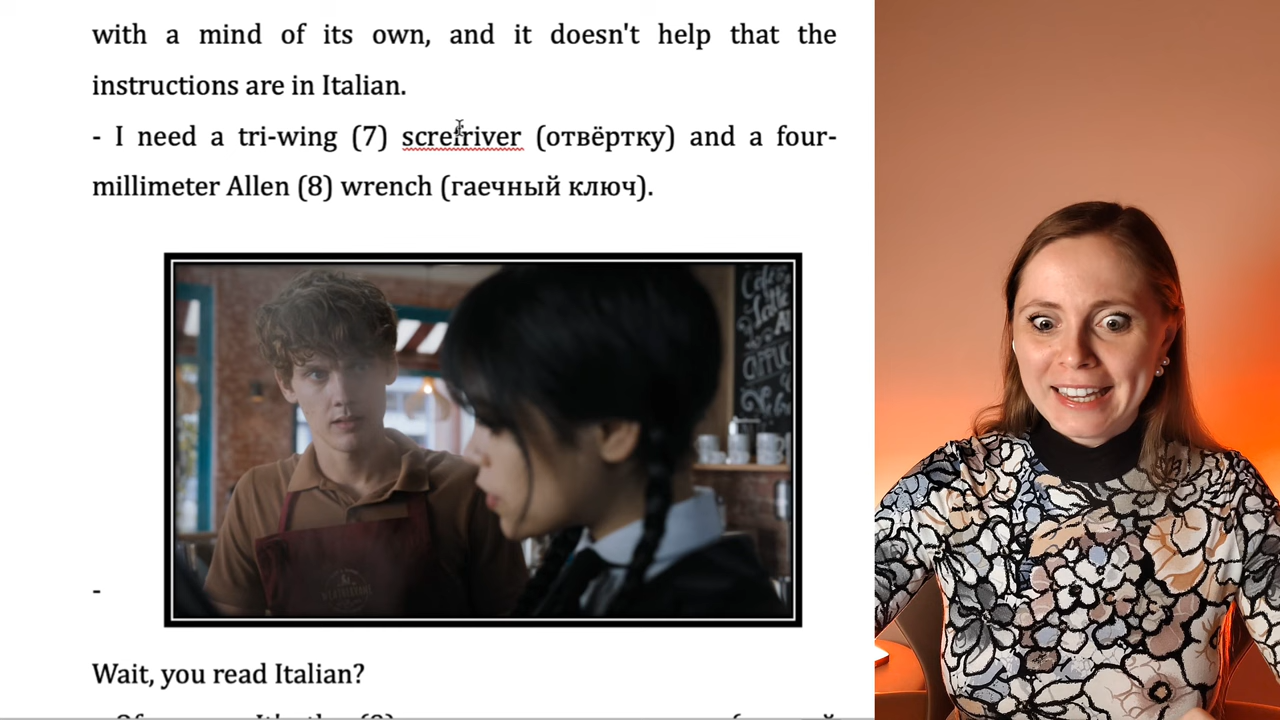 with a mind of its own, and it doesn't help that the
instructions are in Italian.
- I need a tri-wing (7) (отвёртку) and a four-
millimeter Allen (8) wrench (гаечный ключ).
-
Wait, you read Italian?